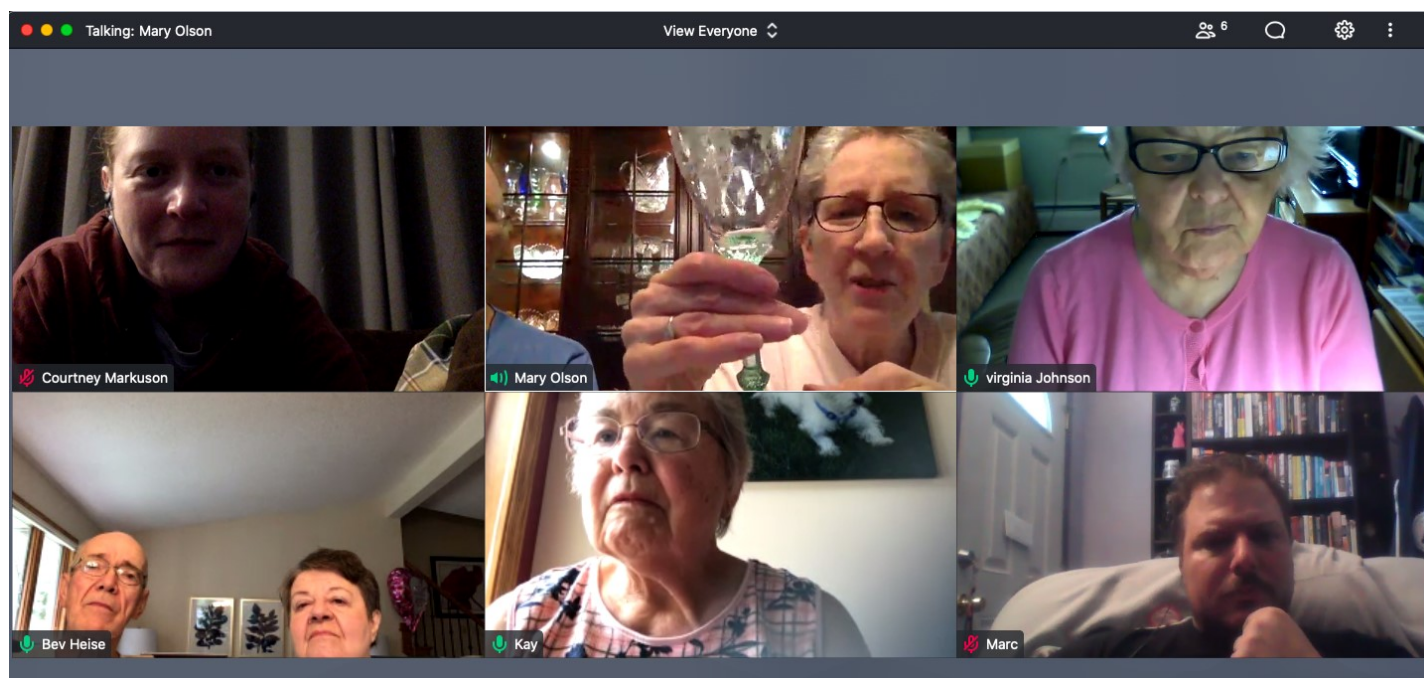 Talking: Mary Olson
View Everyone
6
Courtney Markuson
Mary Olson
virginia Johnson
Bev Heise
Kay
Marc